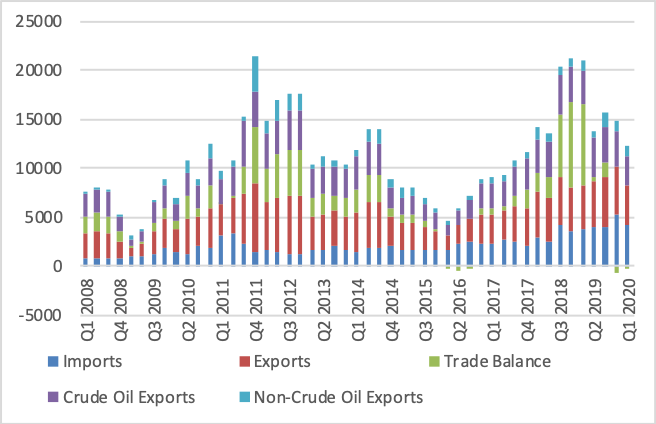 25000
20000
15000
10000
5000
0
-5000
Q1 2008
Q4 2008
Q3 2009
Q2 2010
Q1 2011
Q4 2011
Q3 2012
Q2 2013
Q1 2014
Q4 2014
Q3 2015
Q2 2016
Q1 2017
Q4 2017
Q3 2018
Q2 2019
Q1 2020
Imports Exports Trade Balance
Crude Oil Exports Non-Crude Oil Exports